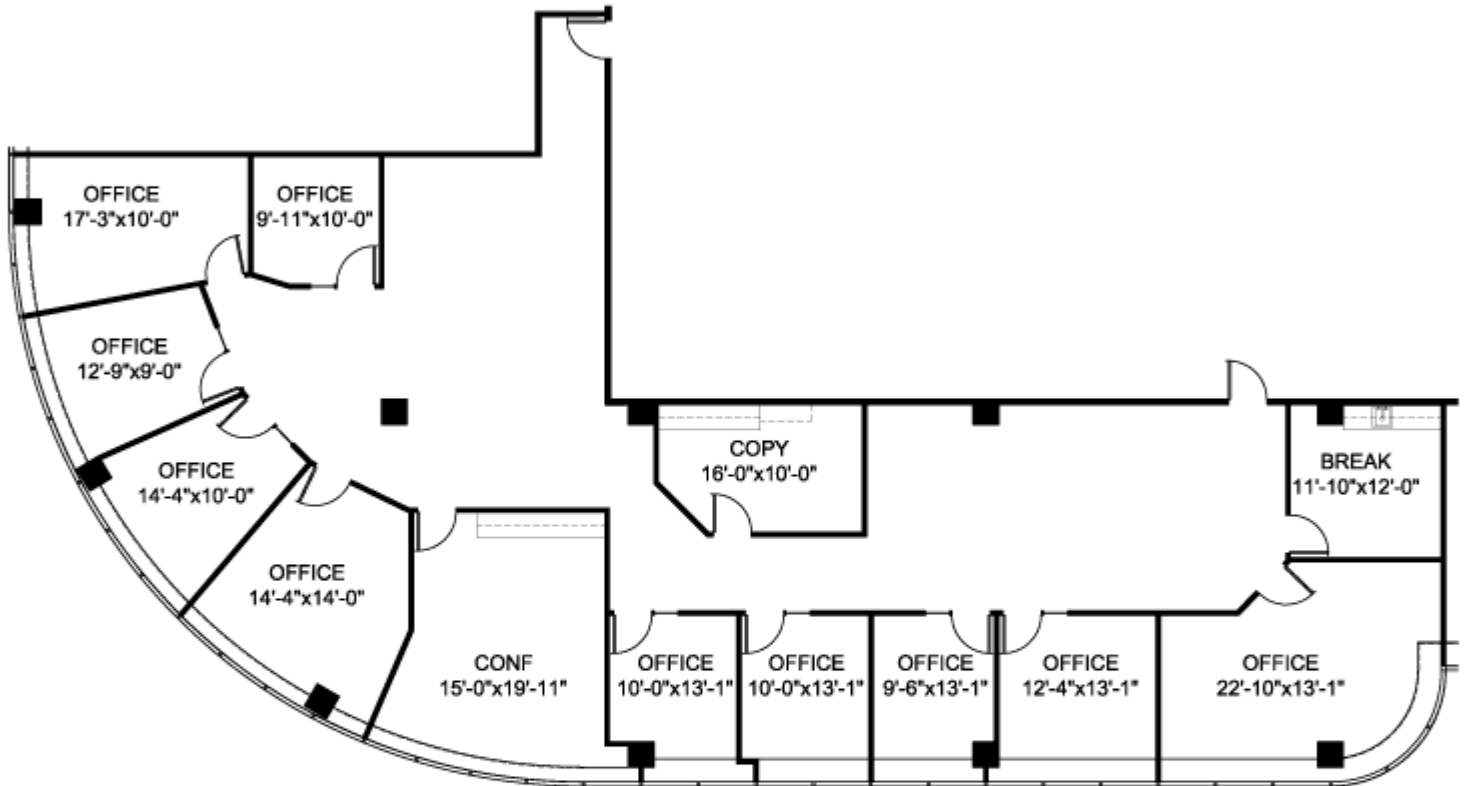 OFFICE
17'-3"x10'-0"
OFFICE
9'-11"x10'-0"
OFFICE
12'-9"x9'-0"
OFFICE
14'-4"x10'-0"
OFFICE
14'-4"x14'-0"
CONF
15'-0"x19'-11"
COPY
16'-0"x10'-0"
BREAK
11'-10"x12'-0"
OFFICE
10'-0"x13'-1"
OFFICE
10'-0"x13'-1"
OFFICE
9'-6"x13'-1"
OFFICE
12'-4"x13'-1"
OFFICE
22'-10"x13'-1"